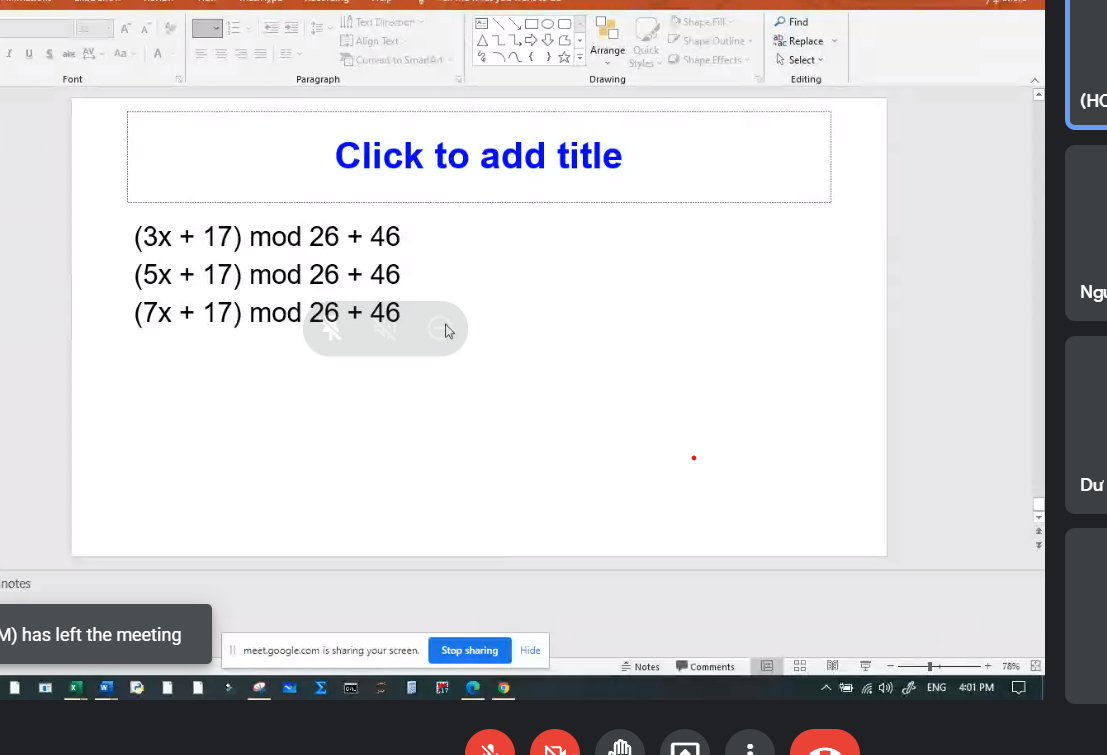 Text Direction
Align Text
Convert to SmartArt
Aa
A
I U S abc AV
Font
Paragraph
Arrange
Quick
Styles
Shape Fill
Shape Outline
Shape Effects
Drawing
Find
Replace
Select
Editing
Click to add title
(3x + 17) mod 26 + 46
(5x + 17) mod 26 + 46
(7x + 17) mod 26 + 46
(HC
Ngu
Dư
notes
M) has left the meeting
meet.google.com is sharing your screen.
Stop sharing
Hide
Notes
Comments
78%
ENG
4:01 PM